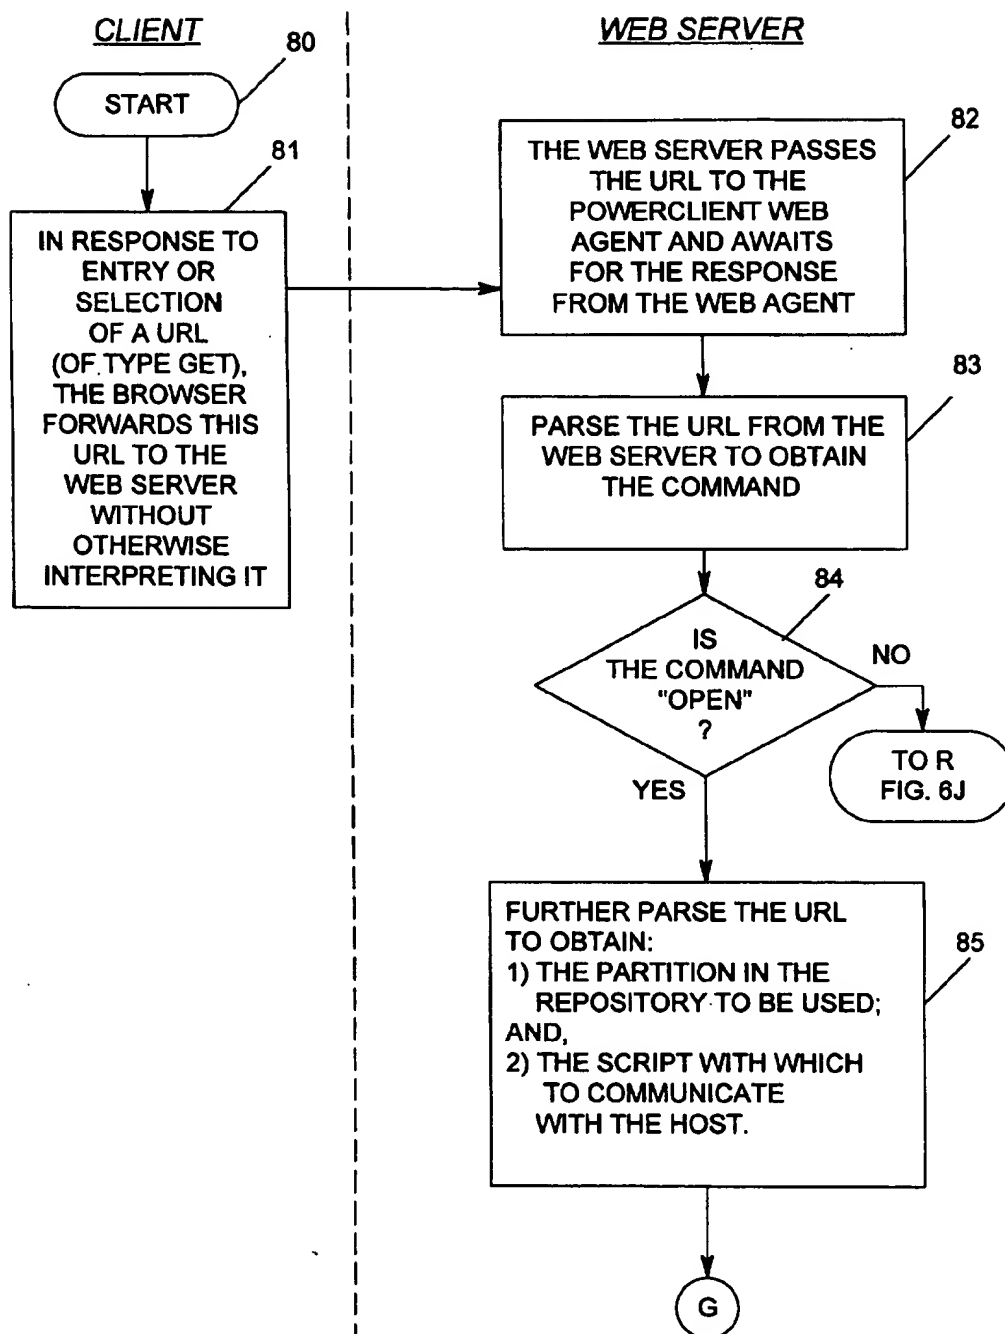 CLIENT
WEB SERVER
80
START
81
IN RESPONSE TO
ENTRY OR
SELECTION
OF A URL
(OF TYPE GET),
THE BROWSER
FORWARDS THIS
URL TO THE
WEB SERVER
WITHOUT
OTHERWISE
INTERPRETING IT
82
THE WEB SERVER PASSES
THE URL TO THE
POWERCLIENT WEB
AGENT AND AWAITS
FOR THE RESPONSE
FROM THE WEB AGENT
83
PARSE THE URL FROM THE
WEB SERVER TO OBTAIN
THE COMMAND
84
IS
THE COMMAND
"OPEN"
?
NO
TO R
FIG. 6J
YES
85
FURTHER PARSE THE URL
TO OBTAIN:
1) THE PARTITION IN THE
REPOSITORY TO BE USED;
AND,
2) THE SCRIPT WITH WHICH
TO COMMUNICATE
WITH THE HOST.
G